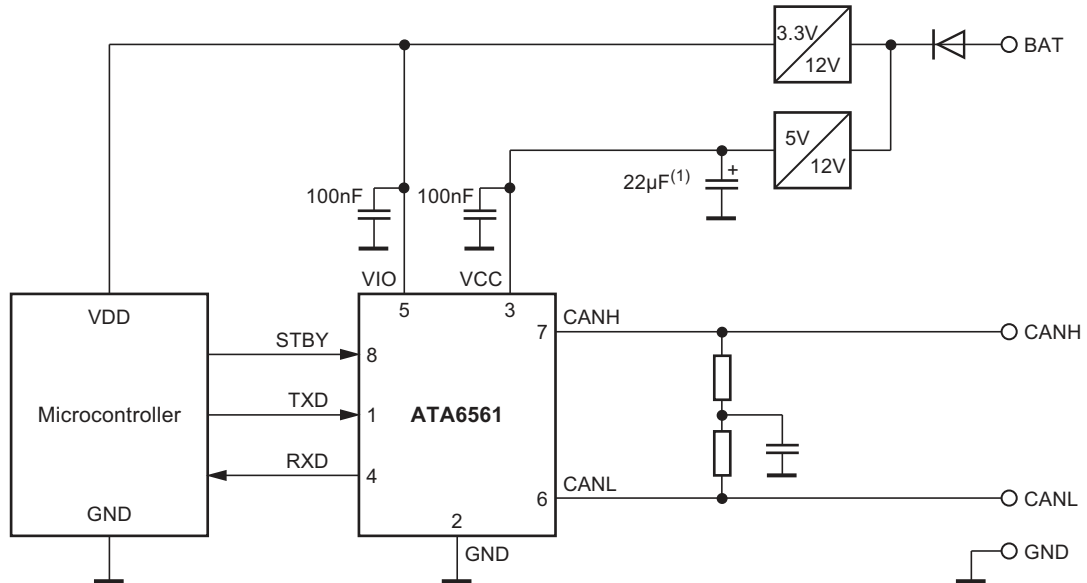 3.3V
12V
BAT
5V
12V
22µF(1)
+
100nF
100nF
VIO
VCC
5
3
VDD
CANH
7
CANH
STBY
8
Microcontroller
TXD
1
ATA6561
RXD
4
CANL
6
CANL
GND
2
GND
GND